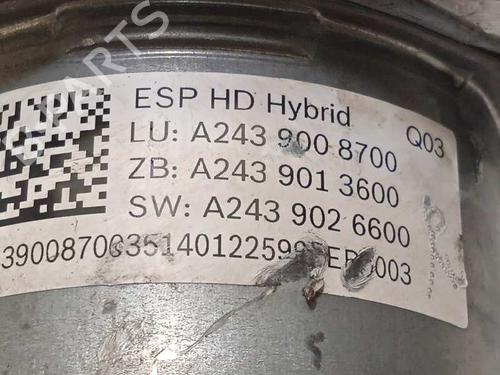 ESP HD Hybrid Q03
LU: A243 900 8700
ZB: A243 901 3600
SW: A243 902 6600